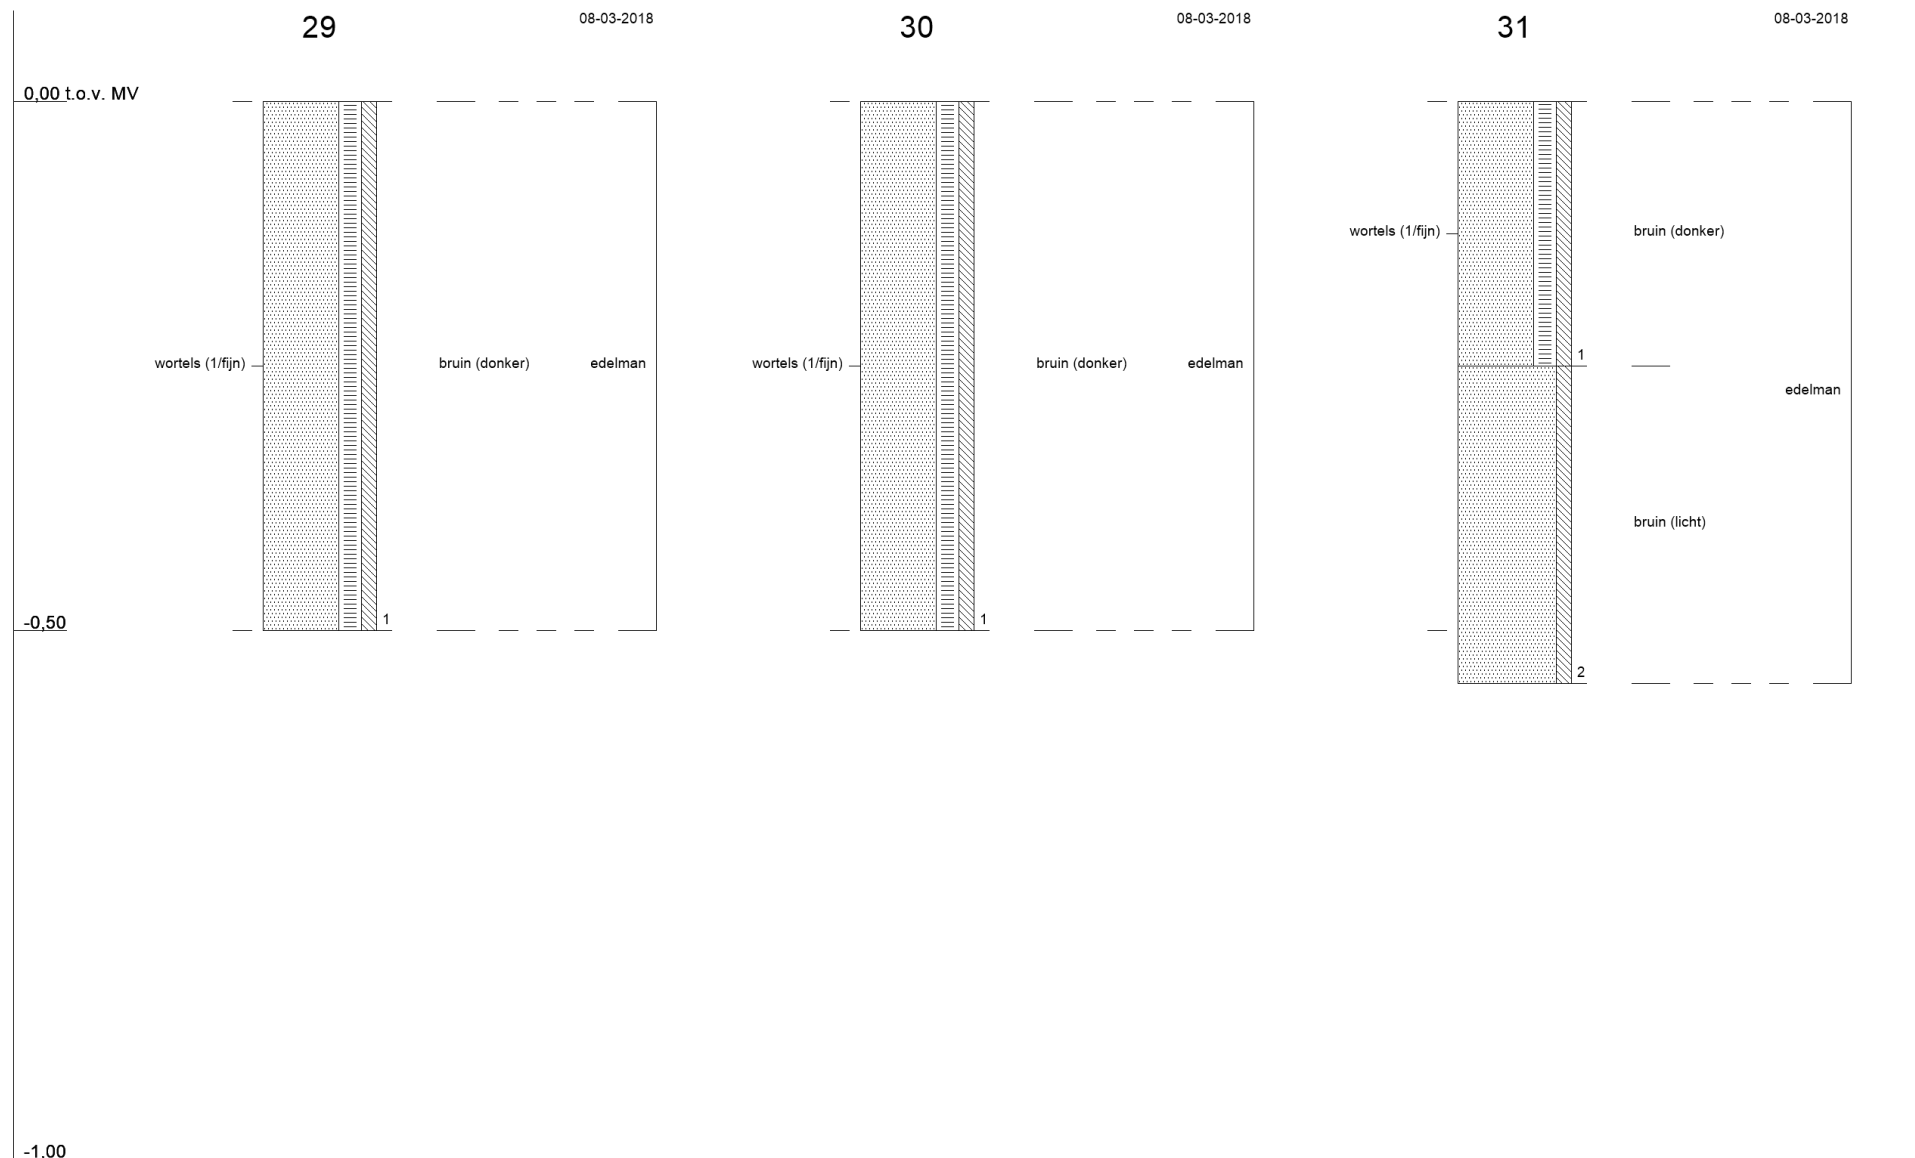 29
08-03-2018
30
08-03-2018
31
08-03-2018
0,00 t.o.v. MV
wortels (1/fijn)
bruin (donker)
wortels (1/fijn)
bruin (donker)
edelman
wortels (1/fijn)
bruin (donker)
edelman
1
edelman
bruin (licht)
-0,50
1
1
2
-1,00